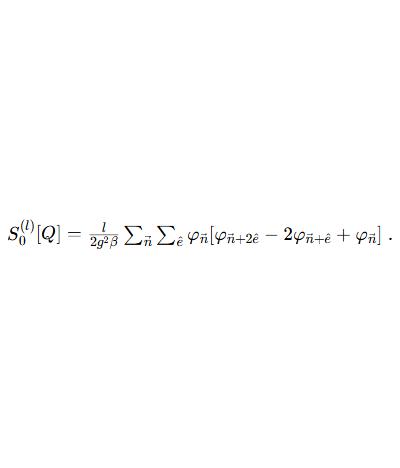 $S_0^{(l)}[Q] = \frac{l}{2g^2\beta} \sum_{\vec{n}} \sum_{\hat{e}} \varphi_{\vec{n}} [\varphi_{\vec{n}+2\hat{e}} - 2\varphi_{\vec{n}+\hat{e}} + \varphi_{\vec{n}}] \ .$